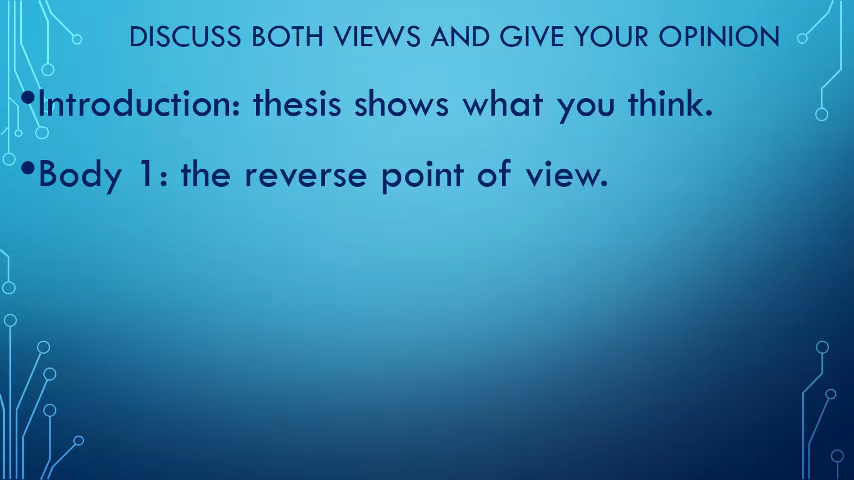 DISCUSS BOTH VIEWS AND GIVE YOUR OPINION
•Introduction: thesis shows what you think.
•Body 1: the reverse point of view.